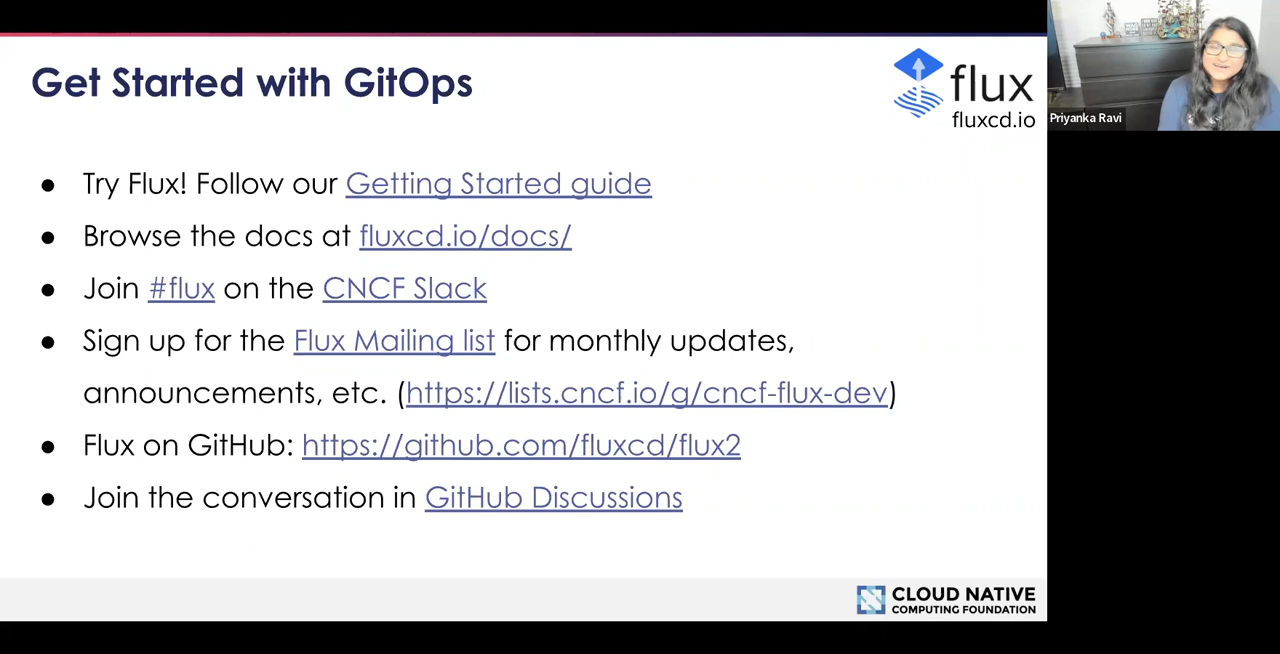 Get Started with GitOps
flux
fluxcd.io
Priyanka Ravi
● Try Flux! Follow our Getting Started guide
● Browse the docs at fluxcd.io/docs/
● Join #flux on the CNCF Slack
● Sign up for the Flux Mailing list for monthly updates,
announcements, etc. (https://lists.cncf.io/g/cncf-flux-dev)
● Flux on GitHub: https://github.com/fluxcd/flux2
● Join the conversation in GitHub Discussions
CLOUD NATIVE
COMPUTING FOUNDATION